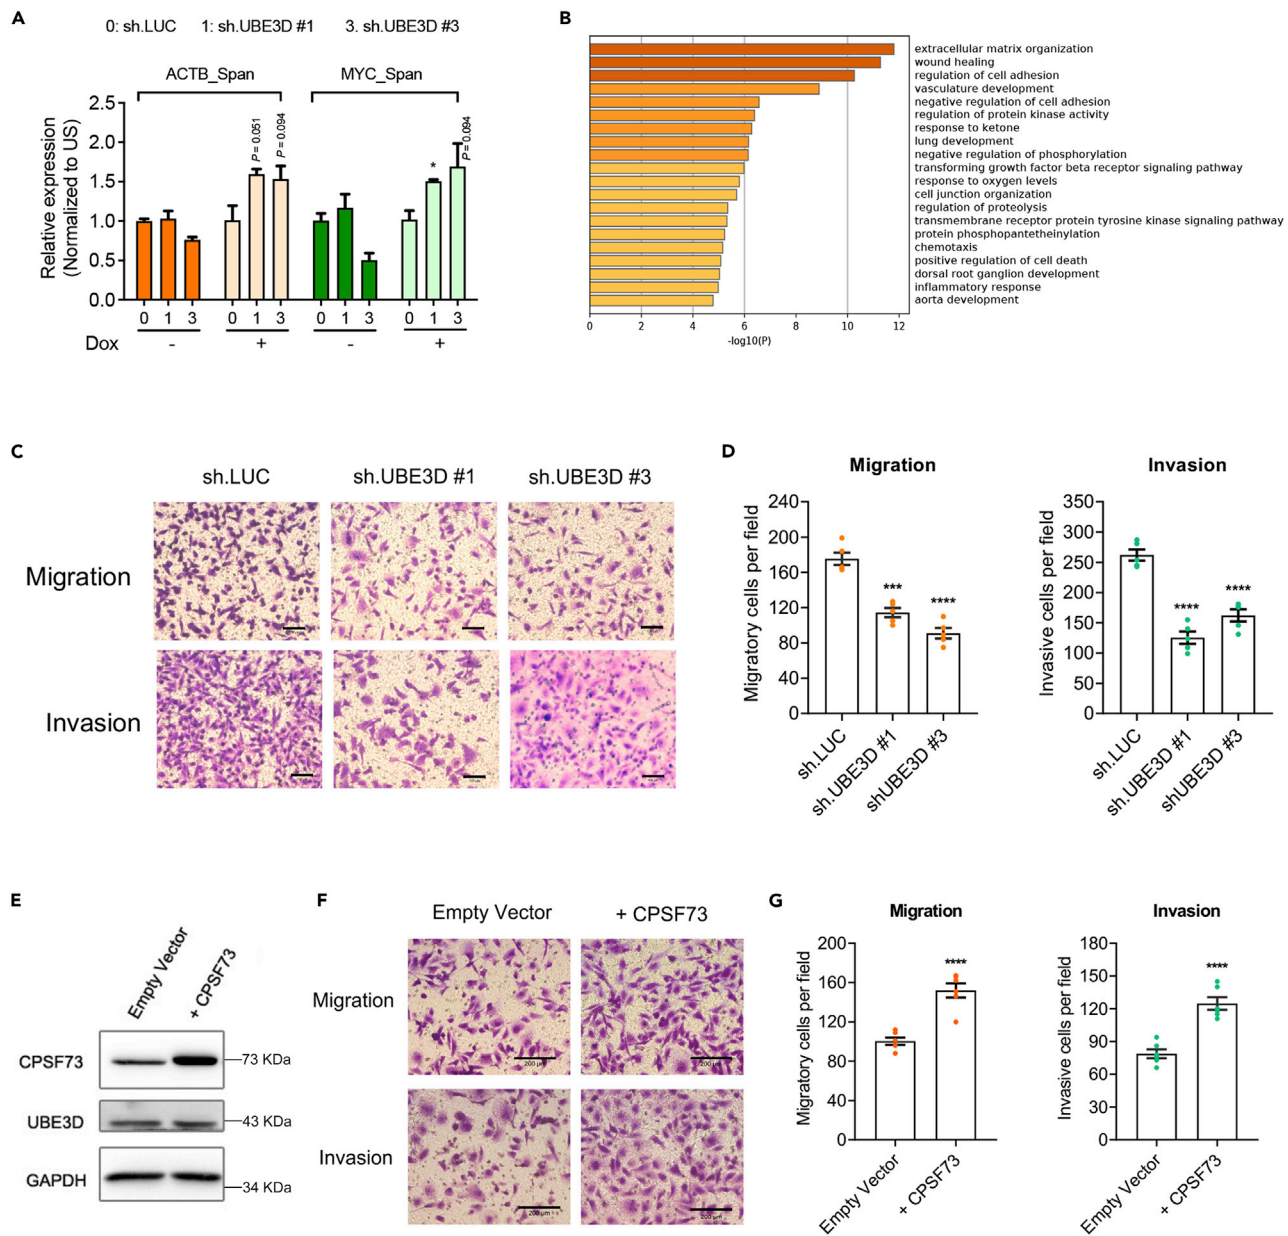 A
0: sh.LUC 1: sh.UBE3D #1 3. sh.UBE3D #3
ACTB_Span MYC_Span
Relative expression
(Normalized to US)
2.5
2.0
1.5
1.0
0.5
0.0
P = 0.051
P = 0.094
*
P = 0.094
0 1 3 0 1 3 0 1 3 0 1 3
Dox - + - +
B
extracellular matrix organization
wound healing
regulation of cell adhesion
vasculature development
negative regulation of cell adhesion
regulation of protein kinase activity
response to ketone
lung development
negative regulation of phosphorylation
transforming growth factor beta receptor signaling pathway
response to oxygen levels
cell junction organization
regulation of proteolysis
transmembrane receptor protein tyrosine kinase signaling pathway
protein phosphopantetheinylation
chemotaxis
positive regulation of cell death
dorsal root ganglion development
inflammatory response
aorta development
0 2 4 6 8 10 12
-log10(P)
C
sh.LUC sh.UBE3D #1 sh.UBE3D #3
Migration
Invasion
D
Migration
Migratory cells per field
240
200
160
120
80
40
0
***
****
sh.LUC
sh.UBE3D #1
shUBE3D #3
Invasion
Invasive cells per field
350
300
250
200
150
100
50
0
****
****
sh.LUC
sh.UBE3D #1
shUBE3D #3
E
Empty Vector
+ CPSF73
CPSF73 73 KDa
UBE3D 43 KDa
GAPDH 34 KDa
F
Empty Vector + CPSF73
Migration
200 µm
200 µm
Invasion
200 µm
200 µm
G
Migration
Migratory cells per field
200
160
120
80
40
0
****
Empty Vector
+ CPSF73
Invasion
Invasive cells per field
180
150
120
90
60
30
0
****
Empty Vector
+ CPSF73